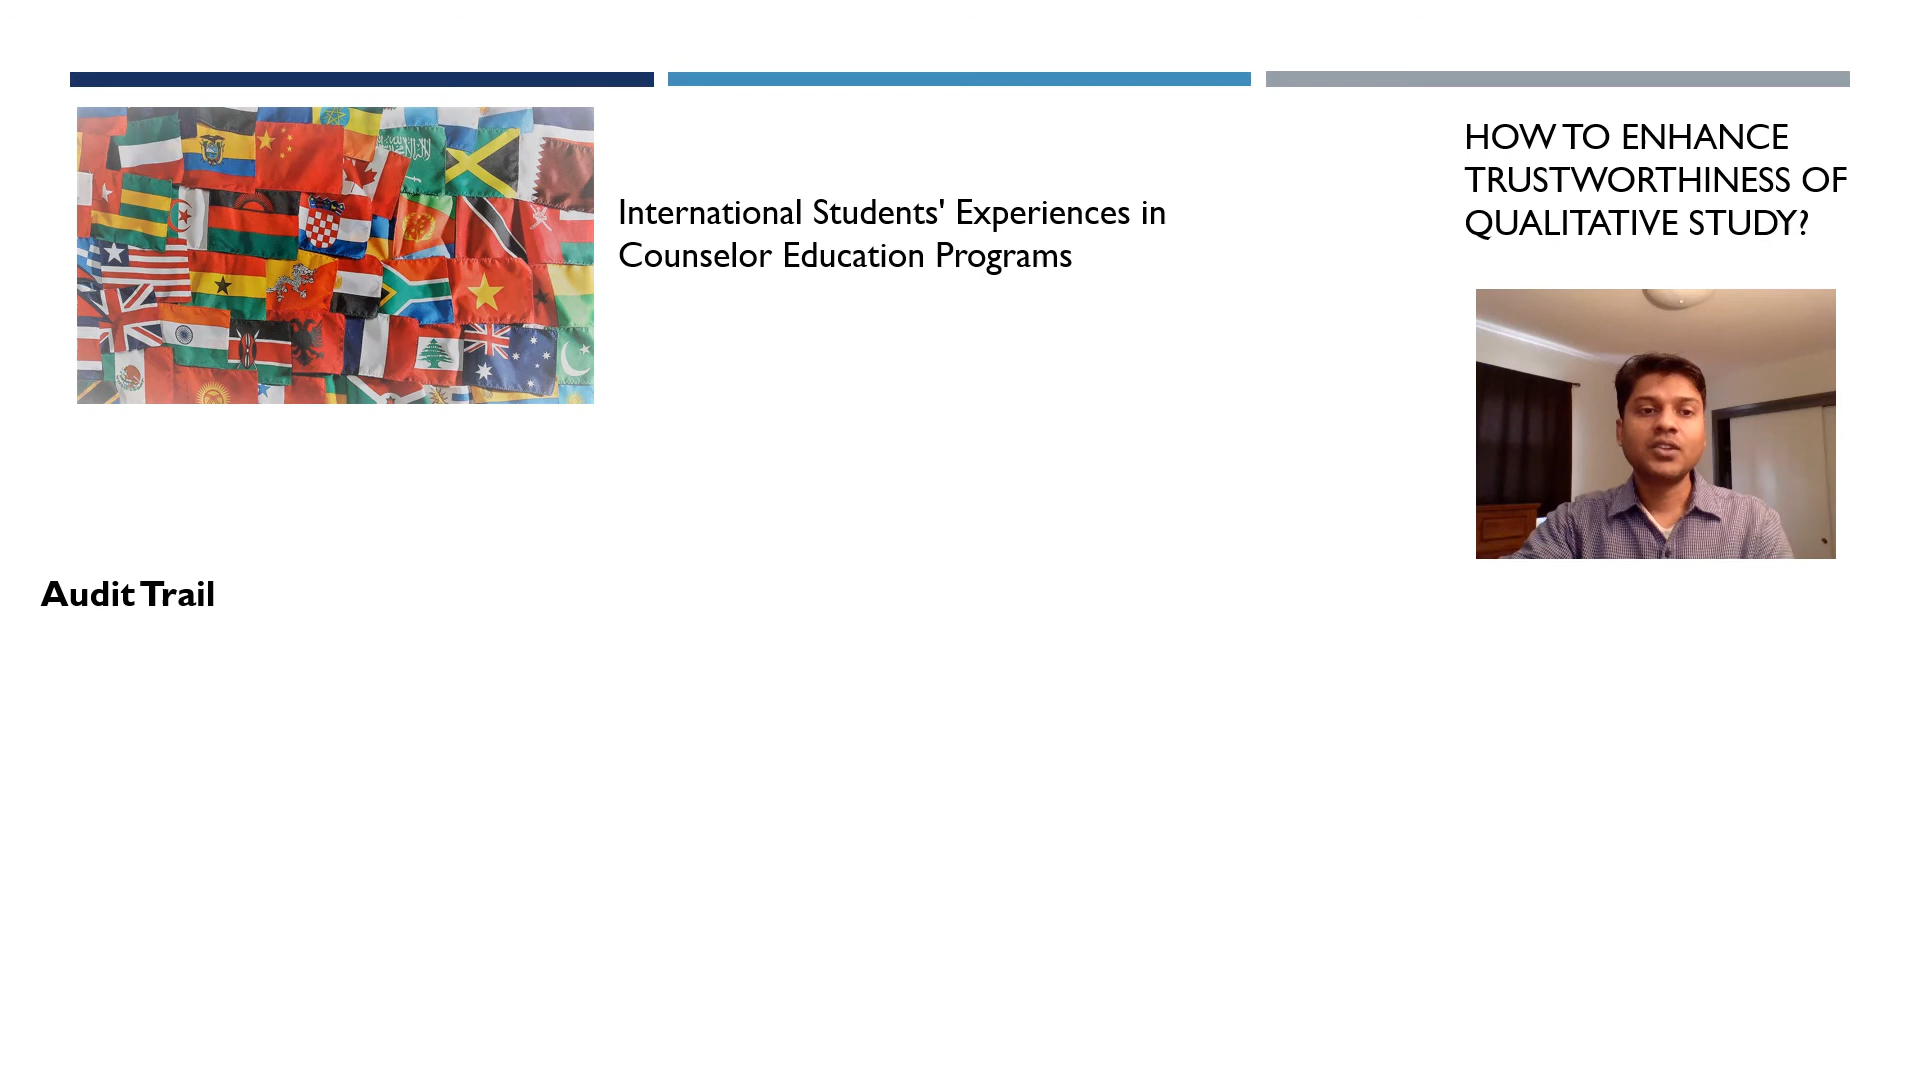 International Students' Experiences in
Counselor Education Programs
HOW TO ENHANCE
TRUSTWORTHINESS OF
QUALITATIVE STUDY?
Audit Trail